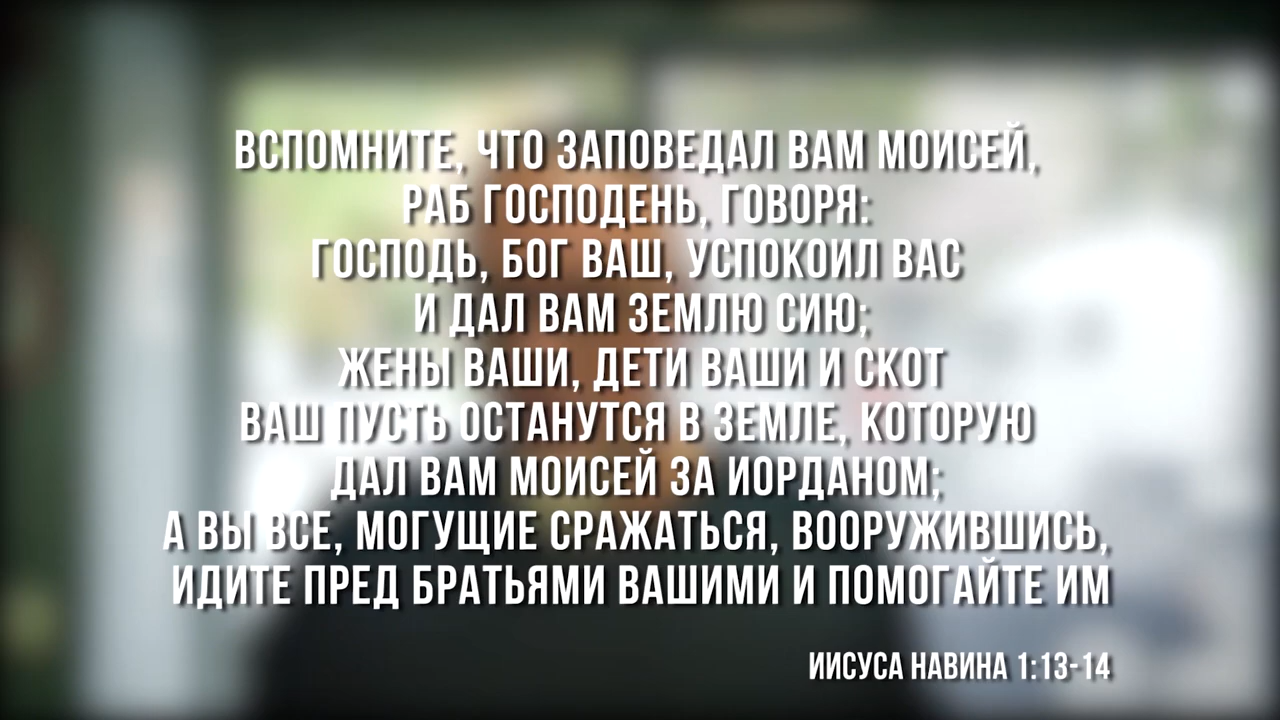 ВСПОМНИТЕ, ЧТО ЗАПОВЕДАЛ ВАМ МОИСЕЙ,
РАБ ГОСПОДЕНЬ, ГОВОРЯ:
ГОСПОДЬ, БОГ ВАШ, УСПОКОИЛ ВАС
И ДАЛ ВАМ ЗЕМЛЮ СИЮ;
ЖЕНЫ ВАШИ, ДЕТИ ВАШИ И СКОТ
ВАШ ПУСТЬ ОСТАНУТСЯ В ЗЕМЛЕ, КОТОРУЮ
ДАЛ ВАМ МОИСЕЙ ЗА ИОРДАНОМ;
А ВЫ ВСЕ, МОГУЩИЕ СРАЖАТЬСЯ, ВООРУЖИВШИСЬ,
ИДИТЕ ПРЕД БРАТЬЯМИ ВАШИМИ И ПОМОГАЙТЕ ИМ
ИИСУСА НАВИНА 1:13-14